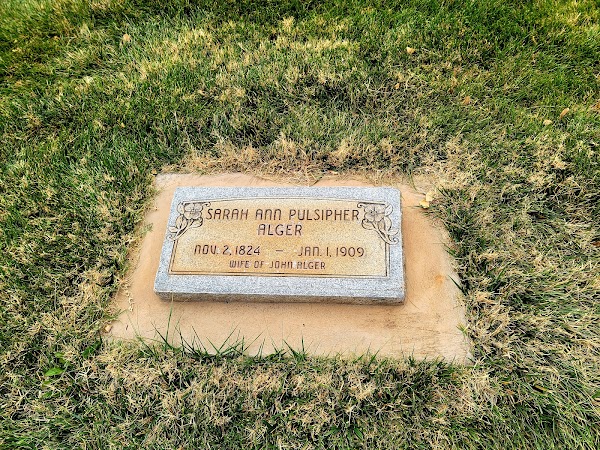 SARAH ANN PULSIPHER
ALGER
NOV. 2, 1824 – JAN. 1, 1909
WIFE OF JOHN ALGER